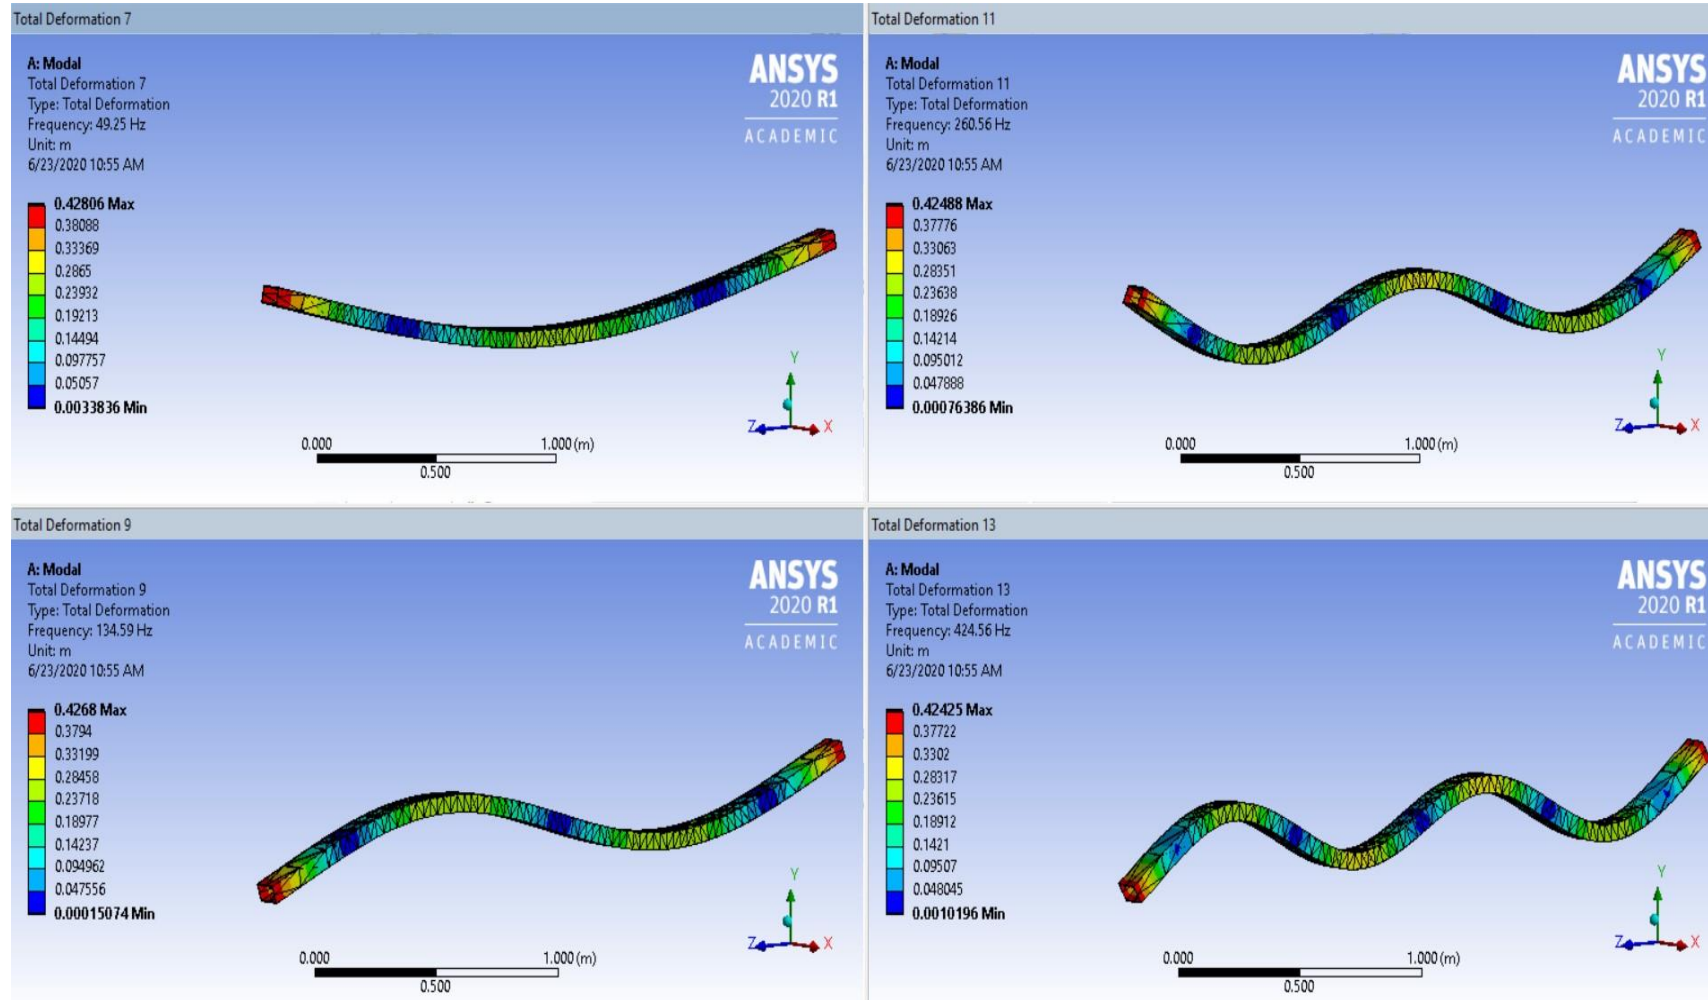 Total Deformation 7
A: Modal
Total Deformation 7
Type: Total Deformation
Frequency: 49.25 Hz
Unit: m
6/23/2020 10:55 AM
ANSYS
2020 R1
ACADEMIC
0.42806 Max
0.38088
0.33369
0.2865
0.23932
0.19213
0.14494
0.097757
0.05057
0.0033836 Min
0.000
1.000 (m)
0.500
Y
Z
X
Total Deformation 11
A: Modal
Total Deformation 11
Type: Total Deformation
Frequency: 260.56 Hz
Unit: m
6/23/2020 10:55 AM
ANSYS
2020 R1
ACADEMIC
0.42488 Max
0.37776
0.33063
0.28351
0.23638
0.18926
0.14214
0.095012
0.047888
0.00076386 Min
0.000
1.000 (m)
0.500
Y
Z
X
Total Deformation 9
A: Modal
Total Deformation 9
Type: Total Deformation
Frequency: 134.59 Hz
Unit: m
6/23/2020 10:55 AM
ANSYS
2020 R1
ACADEMIC
0.4268 Max
0.3794
0.33199
0.28458
0.23718
0.18977
0.14237
0.094962
0.047556
0.00015074 Min
0.000
1.000 (m)
0.500
Y
Z
X
Total Deformation 13
A: Modal
Total Deformation 13
Type: Total Deformation
Frequency: 424.56 Hz
Unit: m
6/23/2020 10:55 AM
ANSYS
2020 R1
ACADEMIC
0.42425 Max
0.37722
0.3302
0.28317
0.23615
0.18912
0.1421
0.09507
0.048045
0.0010196 Min
0.000
1.000 (m)
0.500
Y
Z
X